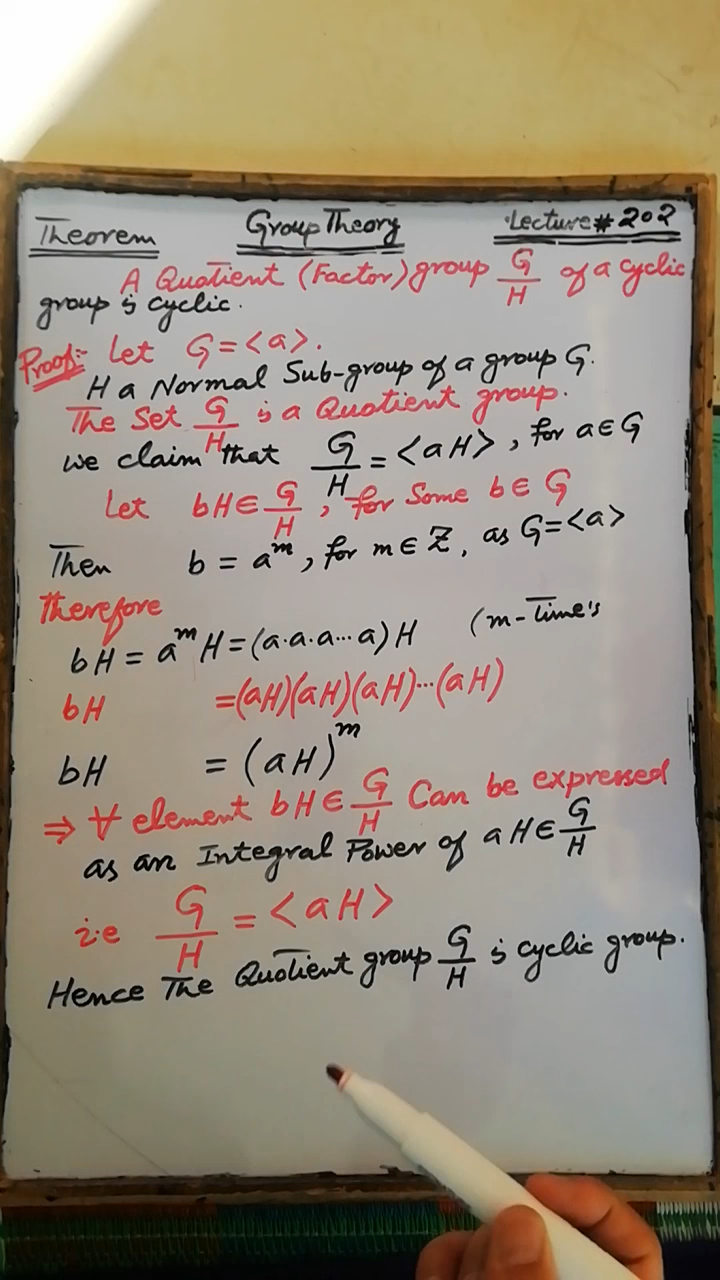 Theorem Group Theory Lecture # 202
A Quotient (Factor) group G/H of a cyclic
group is cyclic.
Proof:- Let G = <a>.
H a Normal Sub-group of a group G.
The Set G/H is a Quotient group.
we claim that G/H = <aH>, for a ∈ G
Let bH ∈ G/H, for Some b ∈ G
Then b = a^m, for m ∈ Z, as G = <a>
Therefore
bH = a^m H = (a·a·a···a)H (m-Time's
bH = (aH)(aH)(aH)···(aH)
bH = (aH)^m
⇒ ∀ element bH ∈ G/H Can be expressed
as an Integral Power of aH ∈ G/H
i.e G/H = <aH>
Hence The Quotient group G/H is cyclic group.